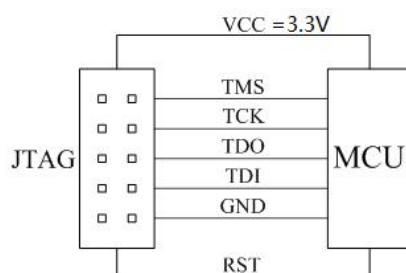 VCC =3.3V
TMS
TCK
JTAG
TDO
MCU
TDI
GND
RST